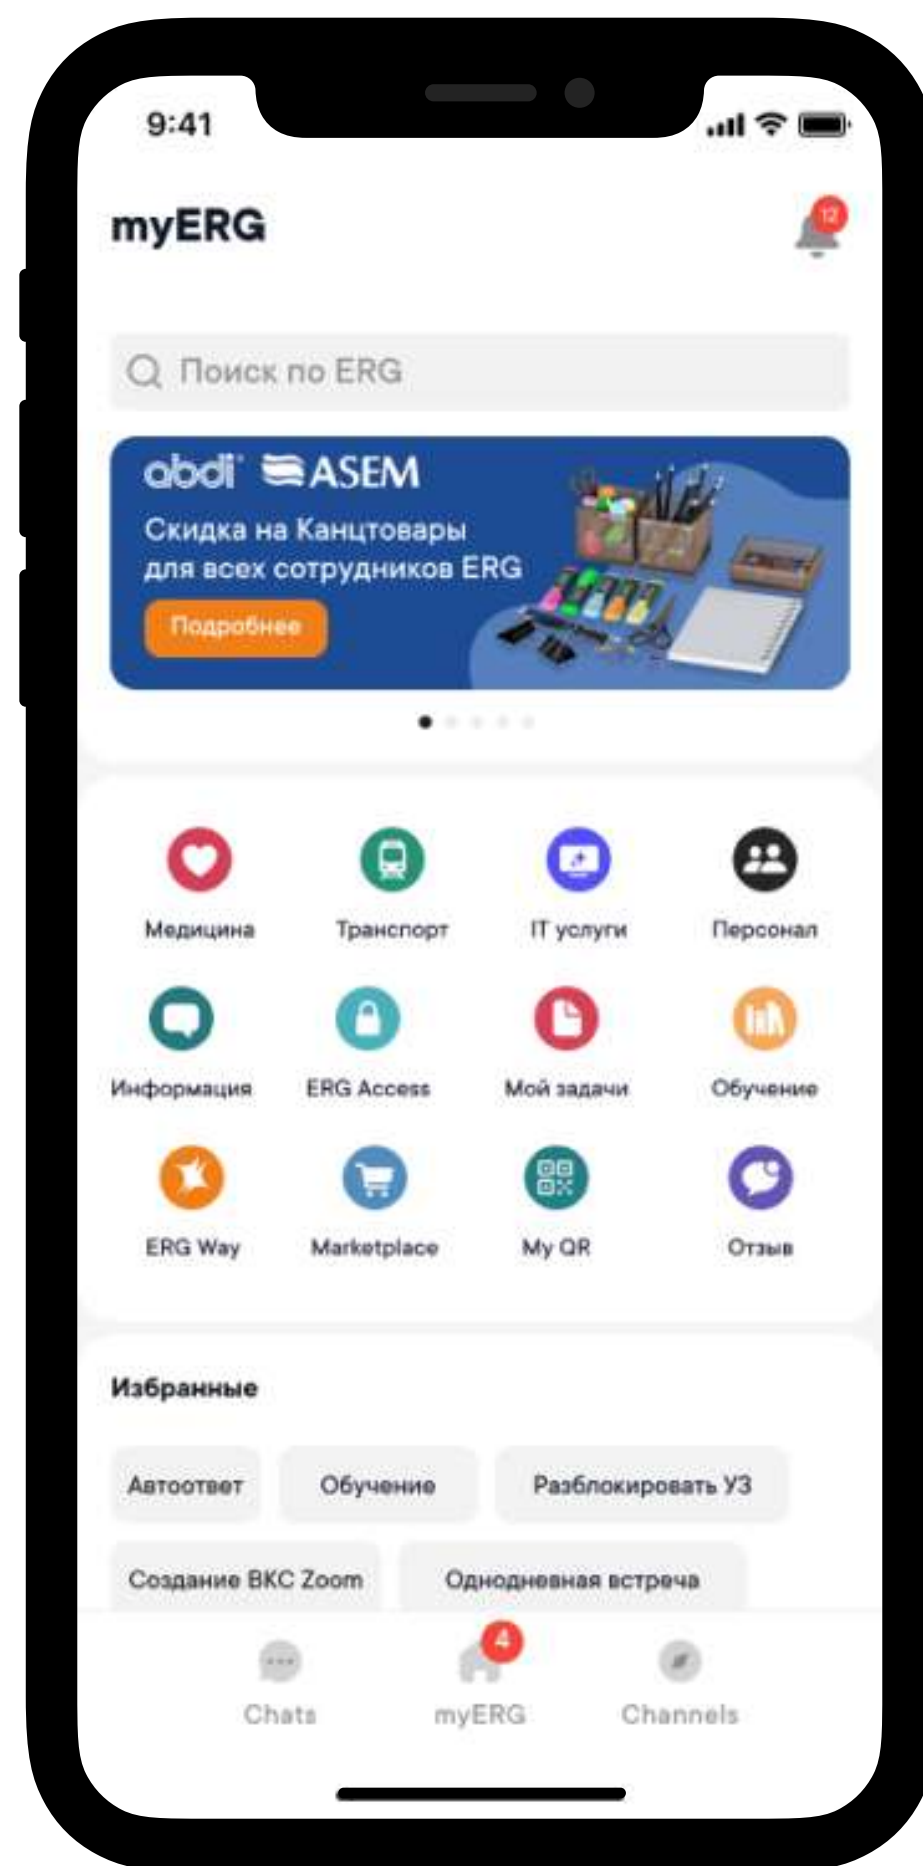 9:41
myERG
12
Поиск по ERG
abdi ASEM
Скидка на Канцтовары
для всех сотрудников ERG
Подробнее
Медицина Транспорт IT услуги Персонал
Информация ERG Access Мой задачи Обучение
ERG Way Marketplace My QR Отзыв
Избранные
Автоответ Обучение Разблокировать УЗ
Создание ВКС Zoom Однодневная встреча
4
Chats myERG Channels